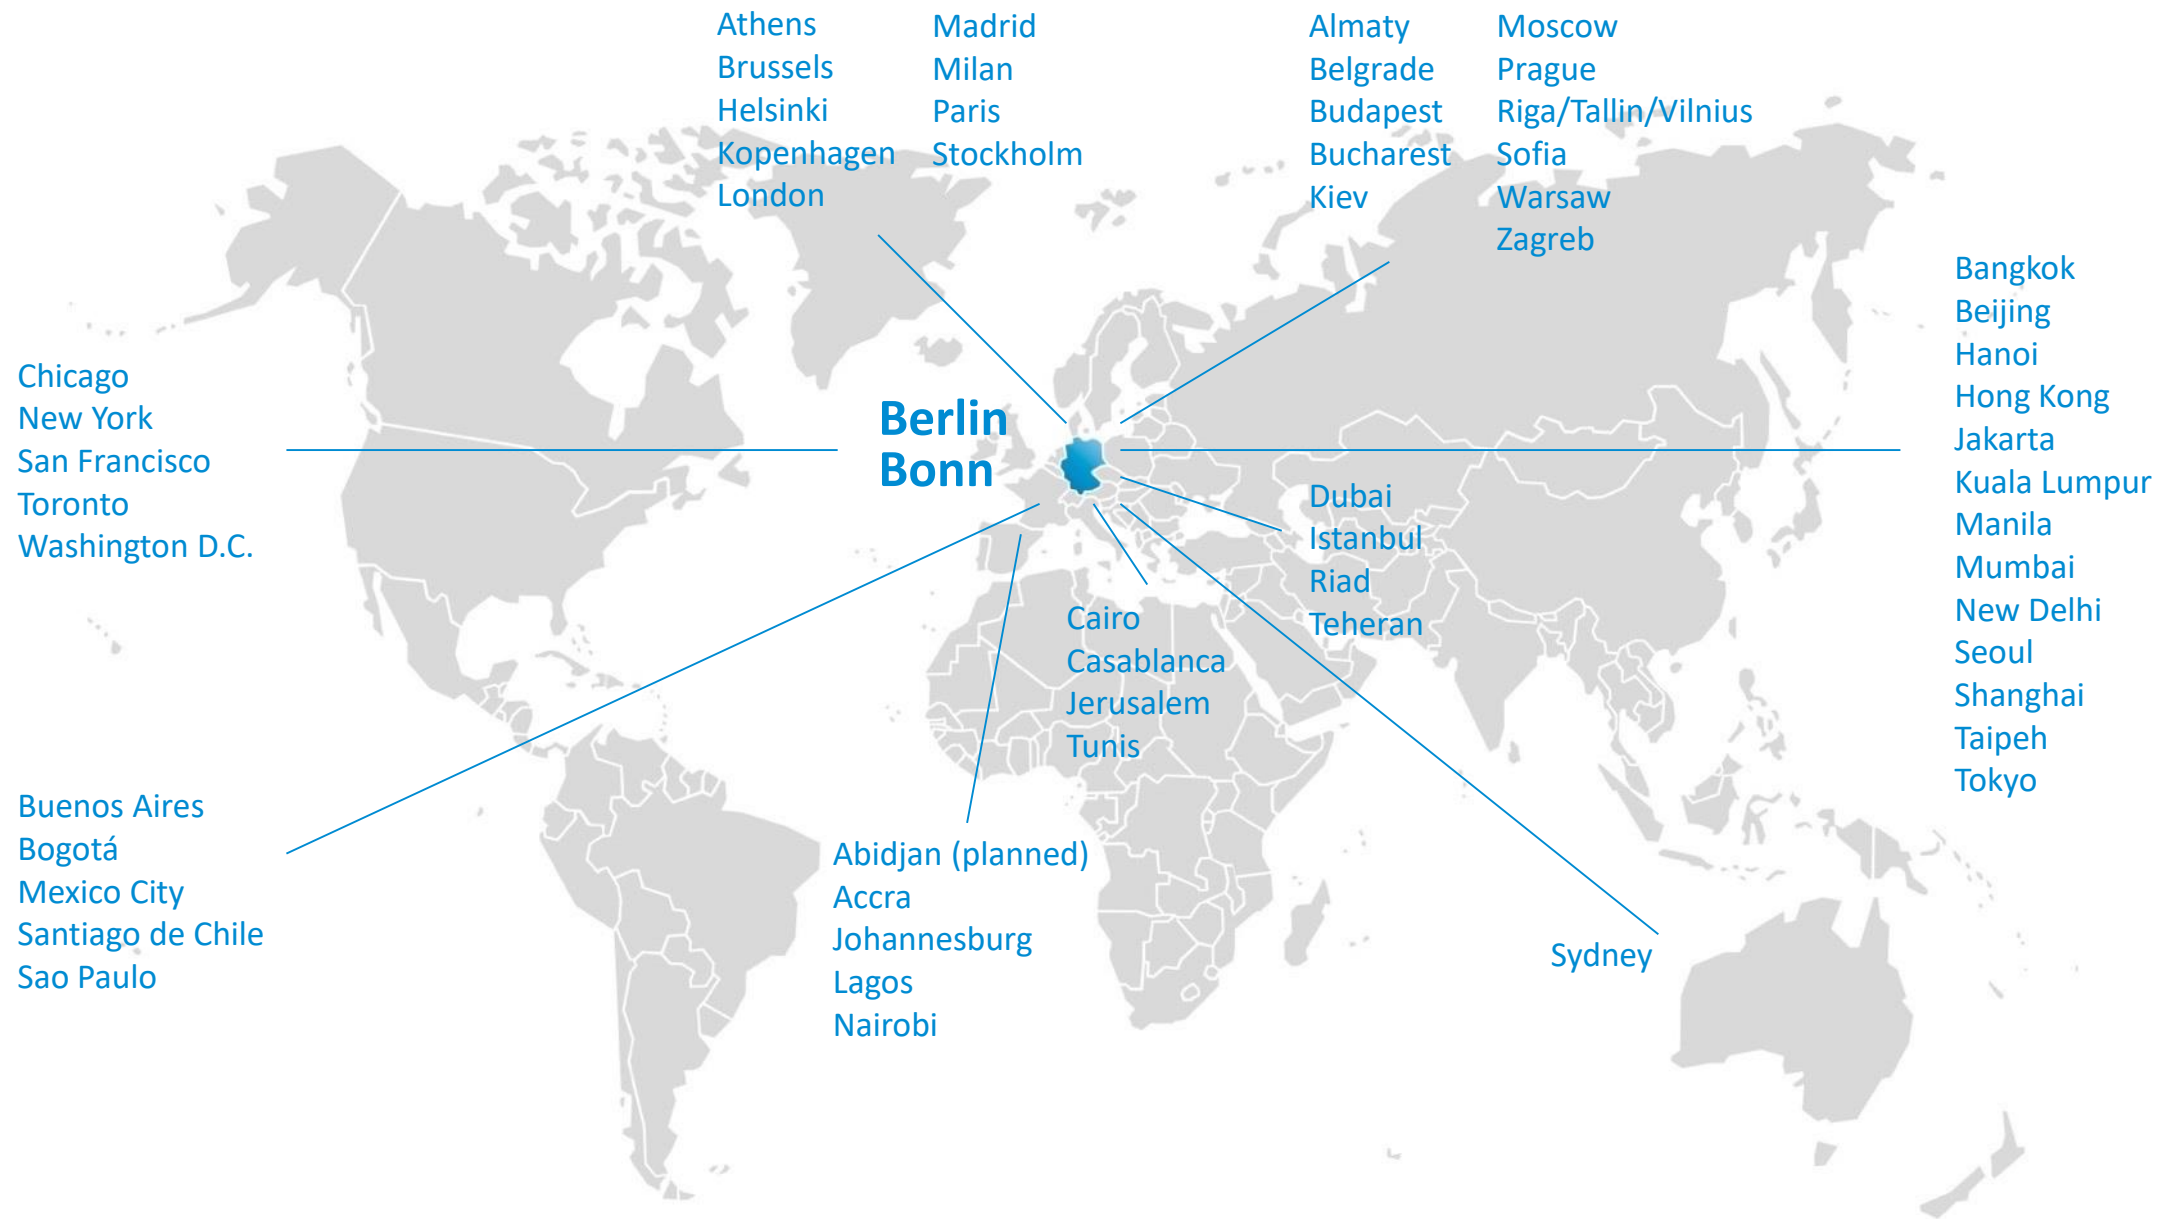 Athens
Brussels
Helsinki
Kopenhagen
London
Madrid
Milan
Paris
Stockholm
Almaty
Belgrade
Budapest
Bucharest
Kiev
Moscow
Prague
Riga/Tallin/Vilnius
Sofia
Warsaw
Zagreb
Chicago
New York
San Francisco
Toronto
Washington D.C.
Berlin
Bonn
Bangkok
Beijing
Hanoi
Hong Kong
Jakarta
Kuala Lumpur
Manila
Mumbai
New Delhi
Seoul
Shanghai
Taipeh
Tokyo
Dubai
Istanbul
Riad
Teheran
Cairo
Casablanca
Jerusalem
Tunis
Buenos Aires
Bogotá
Mexico City
Santiago de Chile
Sao Paulo
Abidjan (planned)
Accra
Johannesburg
Lagos
Nairobi
Sydney